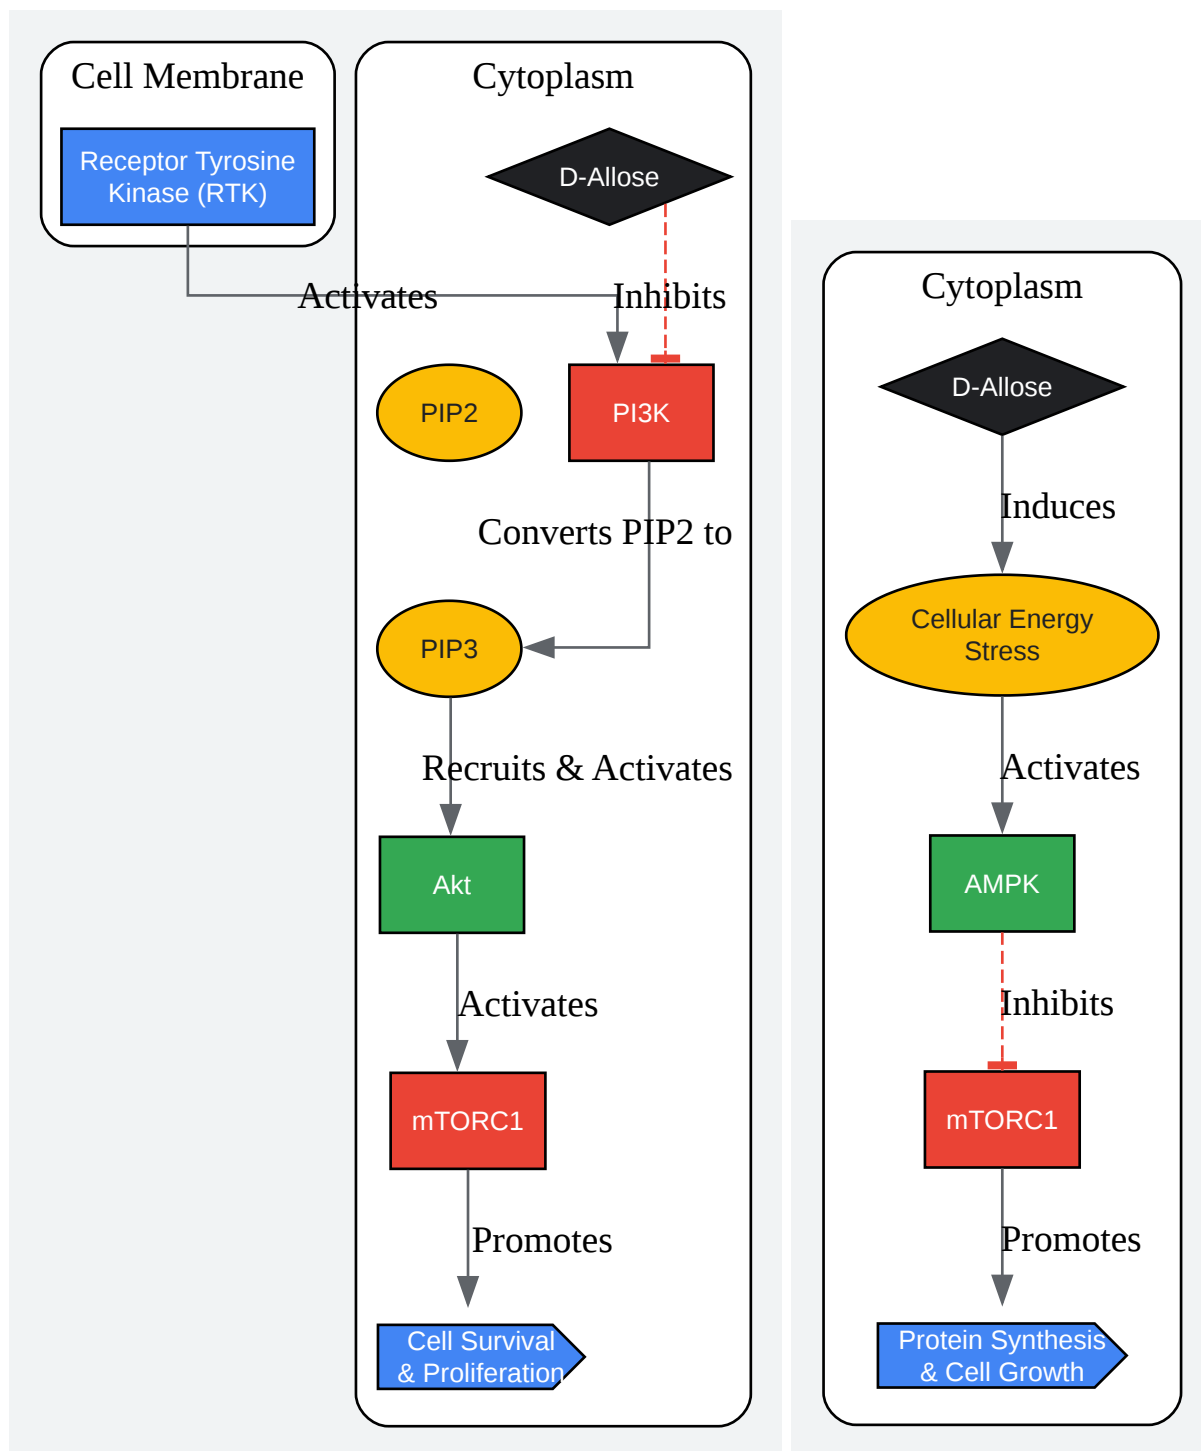 Cell Membrane
Receptor Tyrosine
Kinase (RTK)
Cytoplasm
D-Allose
Activates
Inhibits
PIP2
PI3K
Converts PIP2 to
PIP3
Recruits & Activates
Akt
Activates
mTORC1
Promotes
Cell Survival
& Proliferation
Cytoplasm
D-Allose
Induces
Cellular Energy
Stress
Activates
AMPK
Inhibits
mTORC1
Promotes
Protein Synthesis
& Cell Growth